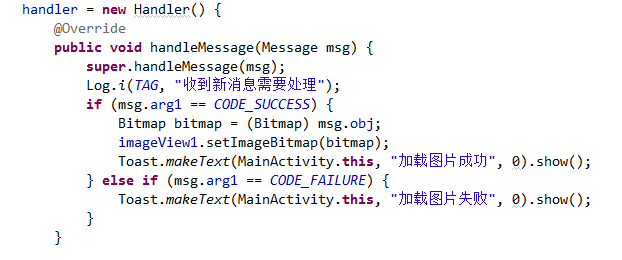 handler = new Handler() {
@Override
public void handleMessage(Message msg) {
super.handleMessage(msg);
Log.i(TAG, "收到新消息需要处理");
if (msg.arg1 == CODE_SUCCESS) {
Bitmap bitmap = (Bitmap) msg.obj;
imageView1.setImageBitmap(bitmap);
Toast.makeText(MainActivity.this, "加载图片成功", 0).show();
} else if (msg.arg1 == CODE_FAILURE) {
Toast.makeText(MainActivity.this, "加载图片失败", 0).show();
}
}